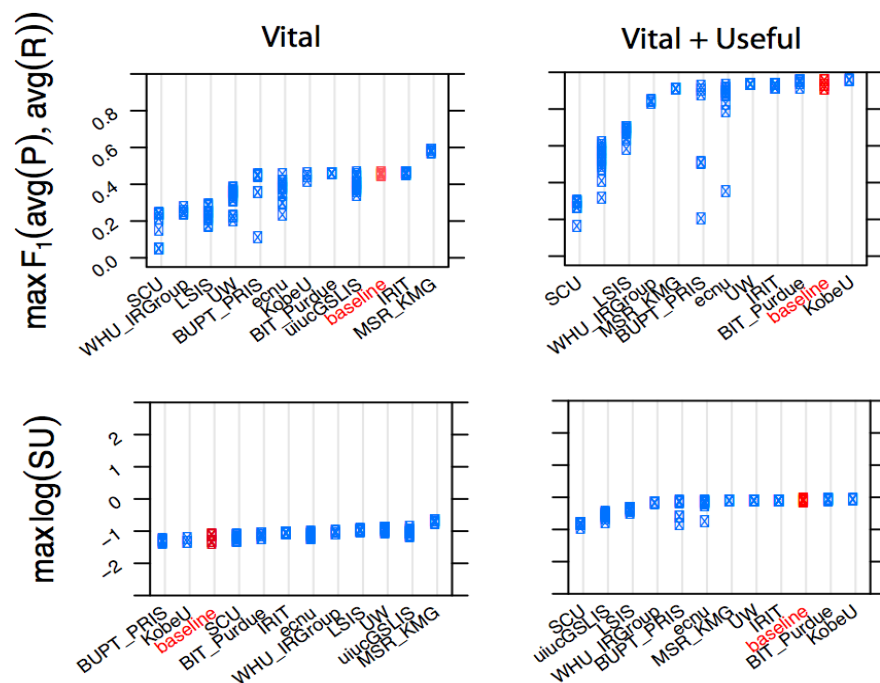 Vital
Vital + Useful
max F₁(avg(P), avg(R))
0.8
0.6
0.4
0.2
0.0
SCU
WHU_IRGroup
LSIS
UW
BUPT_PRIS
ecnu
KobeU
BIT_Purdue
uiucGSLIS
baseline
IRIT
MSR_KMG
SCU
LSIS
WHU_IRGroup
MSR_KMG
BUPT_PRIS
ecnu
UW
IRIT
BIT_Purdue
baseline
KobeU
max log(SU)
2
1
0
-1
-2
BUPT_PRIS
KobeU
baseline
SCU
BIT_Purdue
IRIT
ecnu
WHU_IRGroup
LSIS
UW
uiucGSLIS
MSR_KMG
SCU
uiucGSLIS
LSIS
WHU_IRGroup
BUPT_PRIS
ecnu
MSR_KMG
UW
IRIT
baseline
BIT_Purdue
KobeU